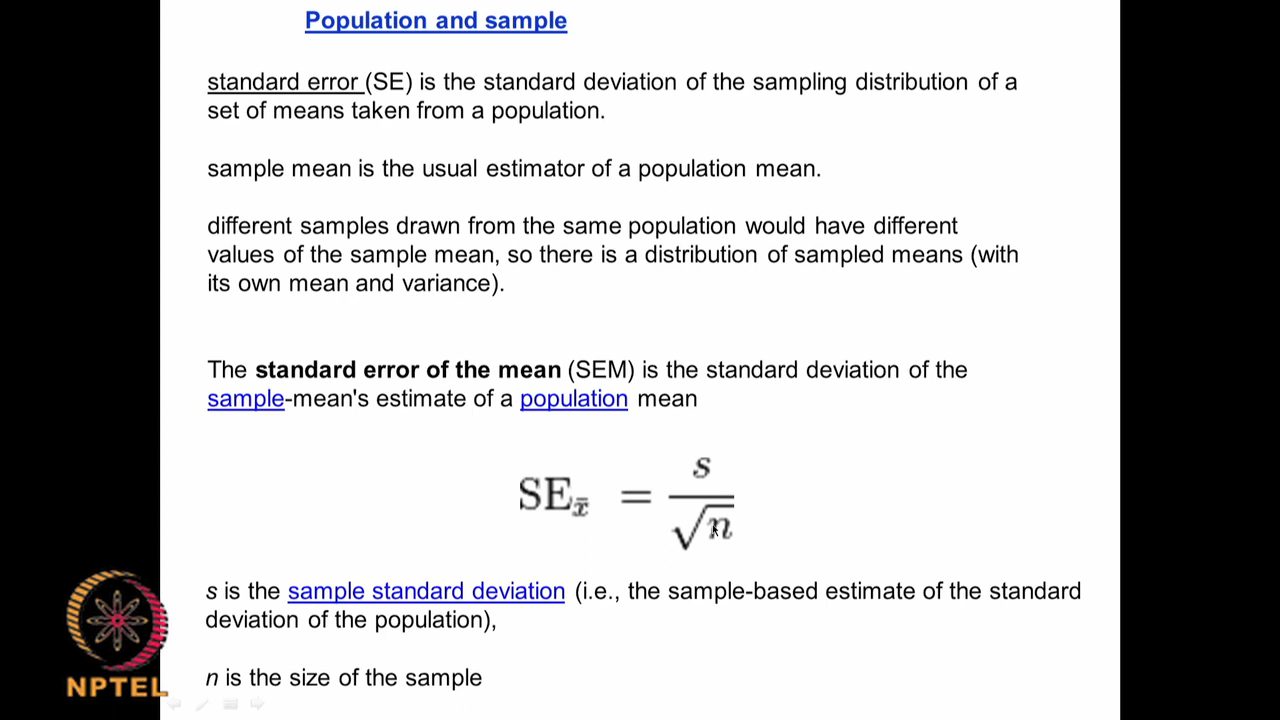 Population and sample
standard error (SE) is the standard deviation of the sampling distribution of a
set of means taken from a population.
sample mean is the usual estimator of a population mean.
different samples drawn from the same population would have different
values of the sample mean, so there is a distribution of sampled means (with
its own mean and variance).
The standard error of the mean (SEM) is the standard deviation of the
sample-mean's estimate of a population mean
SE_x̄ = s/√n
s is the sample standard deviation (i.e., the sample-based estimate of the standard
deviation of the population),
n is the size of the sample
NPTEL